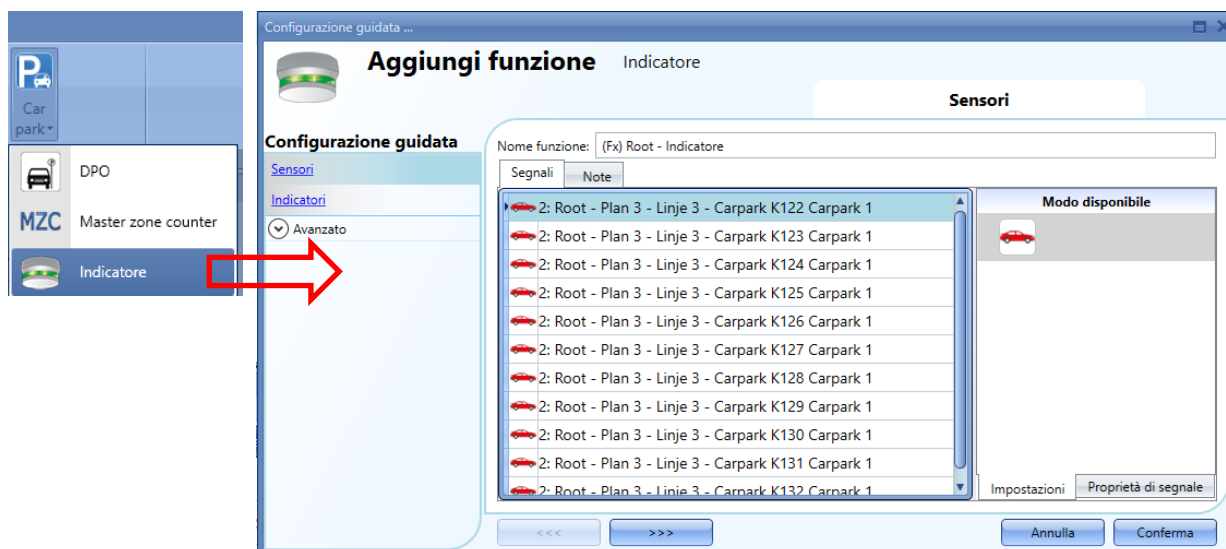 Car
park
DPO
MZC Master zone counter
Indicatore
Configurazione guidata ...
Aggiungi funzione Indicatore
Sensori
Configurazione guidata
Sensori
Indicatori
Avanzato
Nome funzione: (Fx) Root - Indicatore
Segnali Note
2: Root - Plan 3 - Linje 3 - Carpark K122 Carpark 1
2: Root - Plan 3 - Linje 3 - Carpark K123 Carpark 1
2: Root - Plan 3 - Linje 3 - Carpark K124 Carpark 1
2: Root - Plan 3 - Linje 3 - Carpark K125 Carpark 1
2: Root - Plan 3 - Linje 3 - Carpark K126 Carpark 1
2: Root - Plan 3 - Linje 3 - Carpark K127 Carpark 1
2: Root - Plan 3 - Linje 3 - Carpark K128 Carpark 1
2: Root - Plan 3 - Linje 3 - Carpark K129 Carpark 1
2: Root - Plan 3 - Linje 3 - Carpark K130 Carpark 1
2: Root - Plan 3 - Linje 3 - Carpark K131 Carpark 1
2: Root - Plan 3 - Linje 3 - Carpark K132 Carpark 1
Modo disponibile
Impostazioni Proprietà di segnale
<<< >>> Annulla Conferma